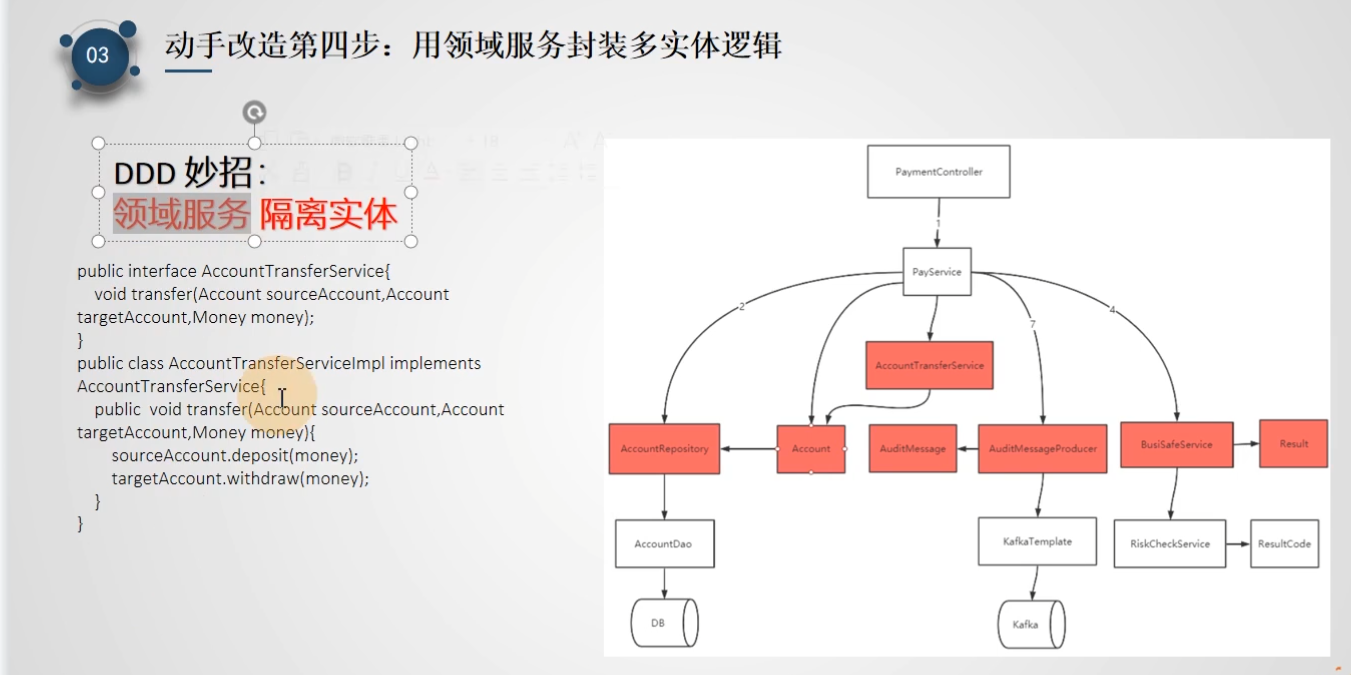 03
动手改造第四步：用领域服务封装多实体逻辑
DDD 妙招：
领域服务 隔离实体
public interface AccountTransferService{
void transfer(Account sourceAccount,Account
targetAccount,Money money);
}
public class AccountTransferServiceImpl implements
AccountTransferService{
public void transfer(Account sourceAccount,Account
targetAccount,Money money){
sourceAccount.deposit(money);
targetAccount.withdraw(money);
}
}
PaymentController
1
PayService
2
7
4
AccountTransferService
AccountRepository
Account
AuditMessage
AuditMessageProducer
BusiSafeService
Result
AccountDao
KafkaTemplate
RiskCheckService
ResultCode
DB
Kafka